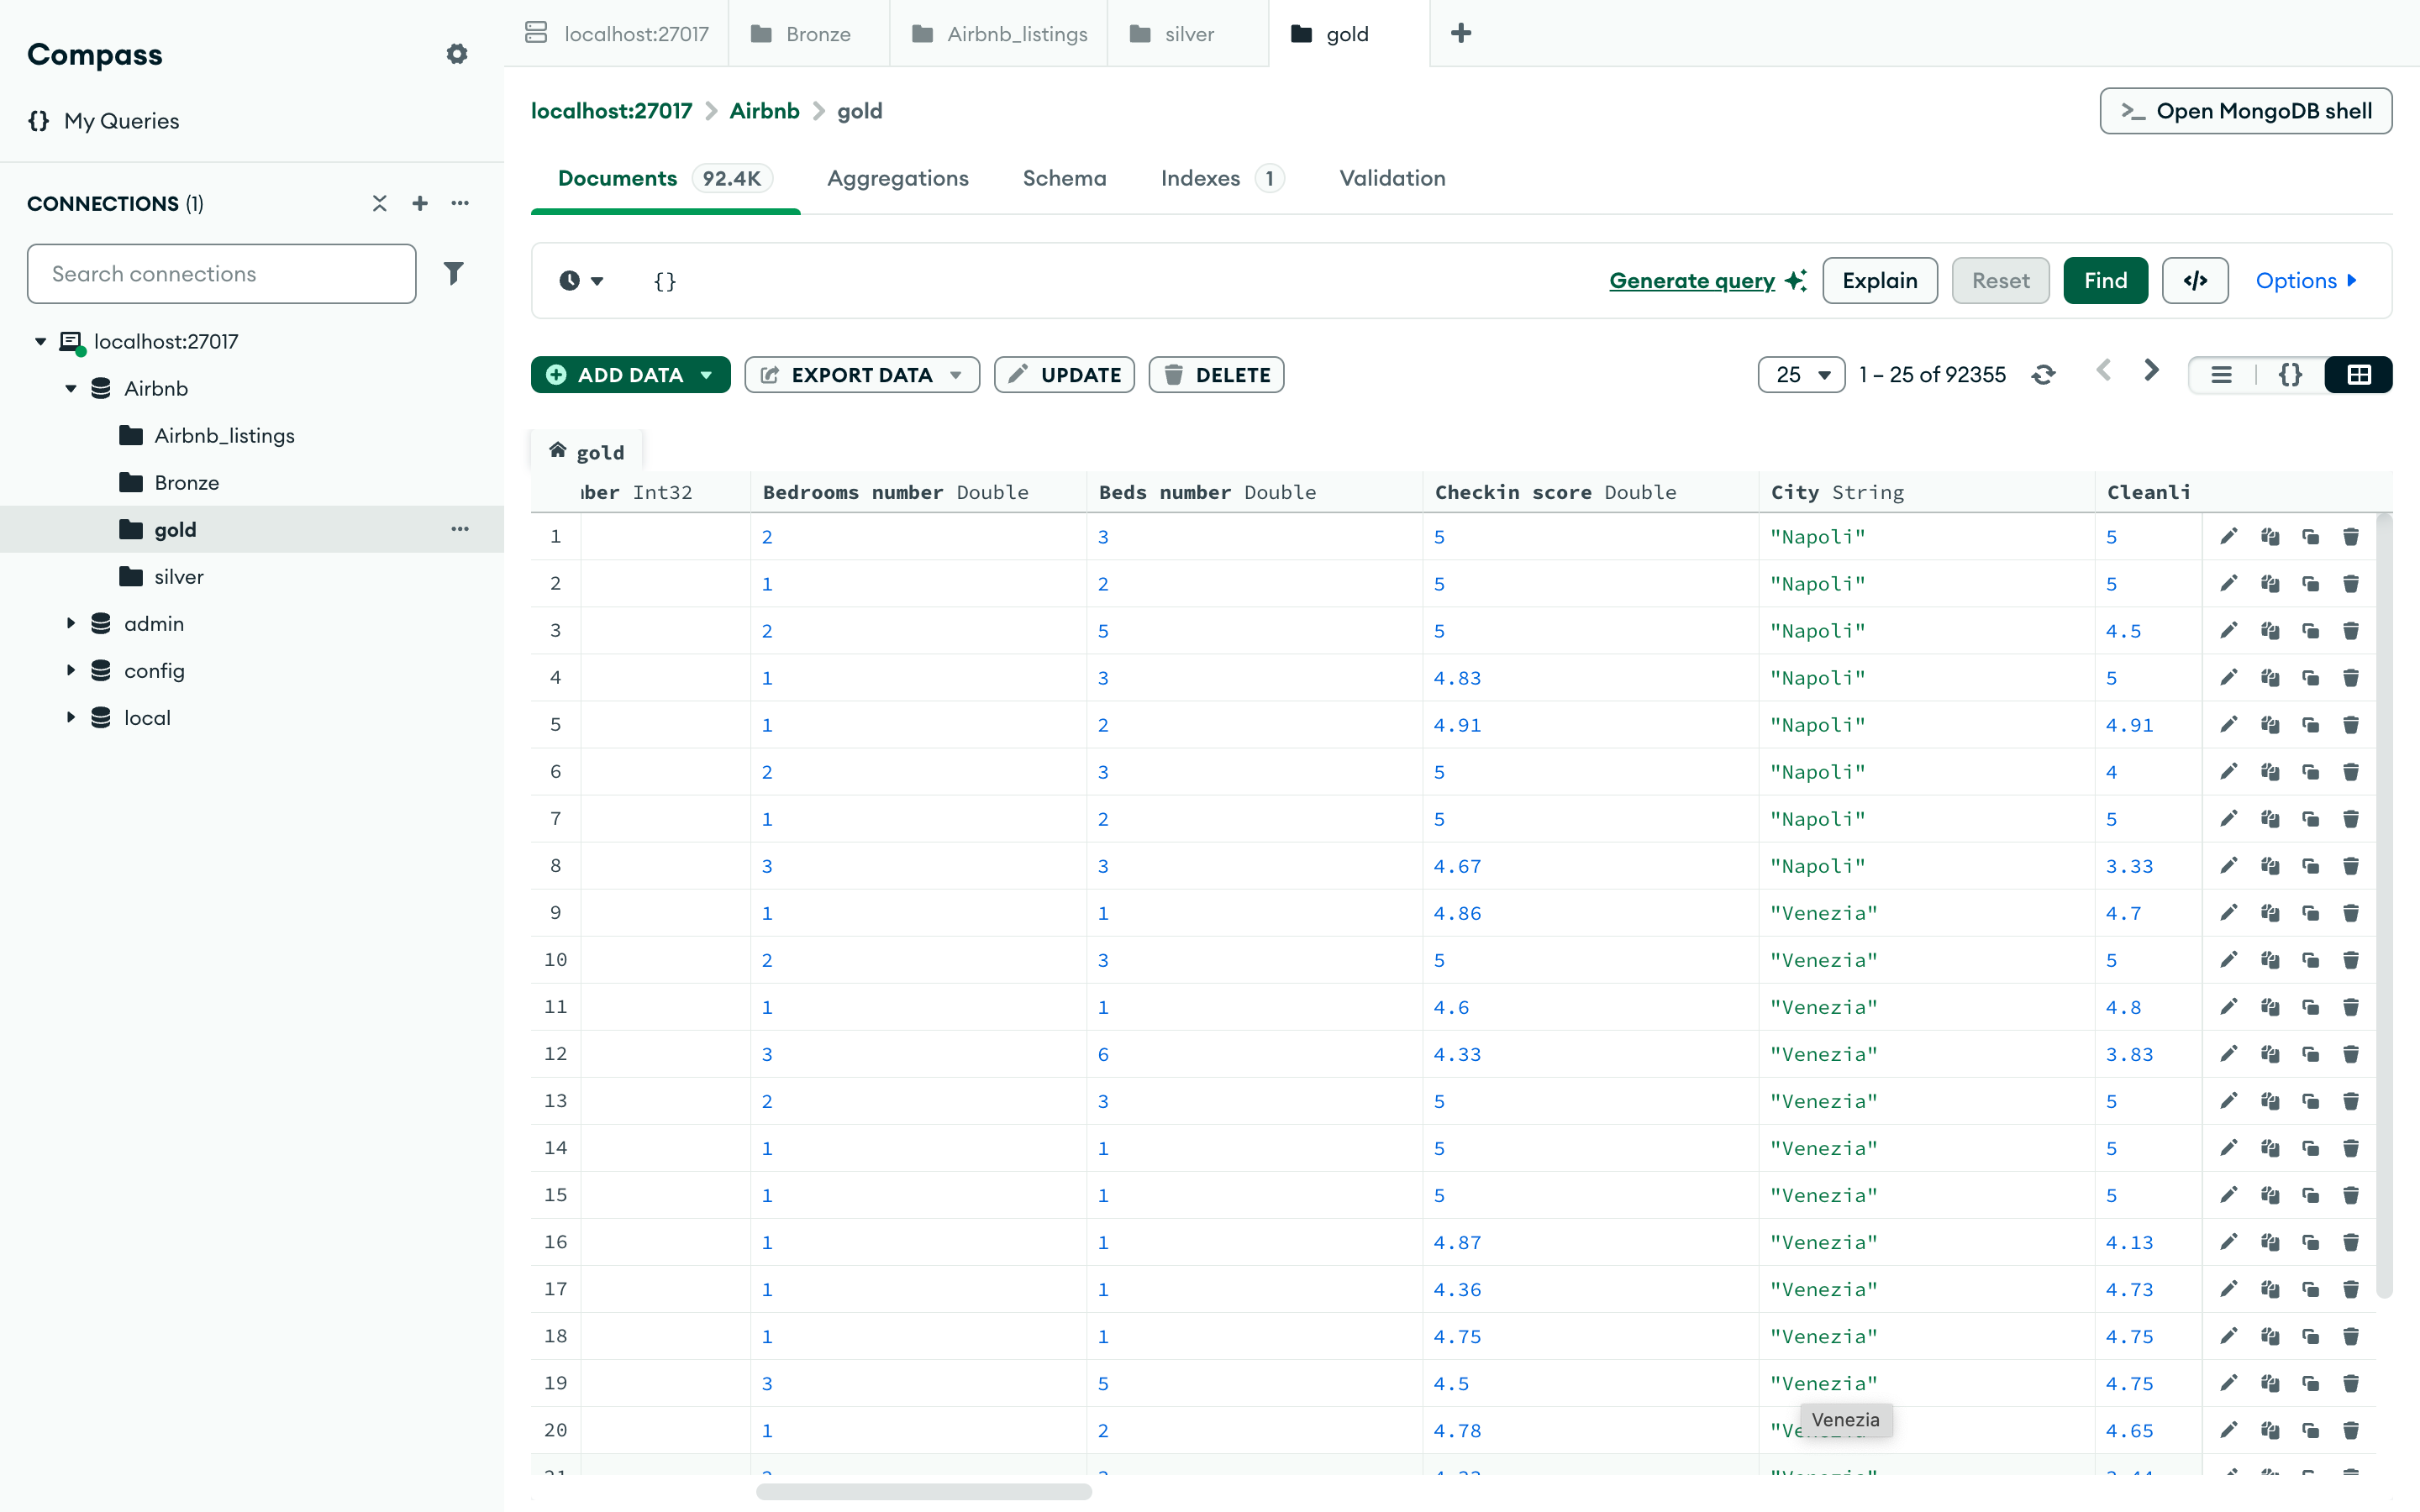 Compass
My Queries
CONNECTIONS (1)
Search connections
localhost:27017
Airbnb
Airbnb_listings
Bronze
gold
silver
admin
config
local
localhost:27017 Bronze Airbnb_listings silver gold
localhost:27017 > Airbnb > gold
>_ Open MongoDB shell
Documents 92.4K Aggregations Schema Indexes 1 Validation
{} Generate query Explain Reset Find </> Options
ADD DATA EXPORT DATA UPDATE DELETE 25 1 – 25 of 92355 {}
gold
Int32 Bedrooms number Double Beds number Double Checkin score Double City String
1 2 3 5 "Napoli" 5
2 1 2 5 "Napoli" 5
3 2 5 5 "Napoli" 4.5
4 1 3 4.83 "Napoli" 5
5 1 2 4.91 "Napoli" 4.91
6 2 3 5 "Napoli" 4
7 1 2 5 "Napoli" 5
8 3 3 4.67 "Napoli" 3.33
9 1 1 4.86 "Venezia" 4.7
10 2 3 5 "Venezia" 5
11 1 1 4.6 "Venezia" 4.8
12 3 6 4.33 "Venezia" 3.83
13 2 3 5 "Venezia" 5
14 1 1 5 "Venezia" 5
15 1 1 5 "Venezia" 5
16 1 1 4.87 "Venezia" 4.13
17 1 1 4.36 "Venezia" 4.73
18 1 1 4.75 "Venezia" 4.75
19 3 5 4.5 "Venezia" 4.75
Venezia
20 1 2 4.78 4.65